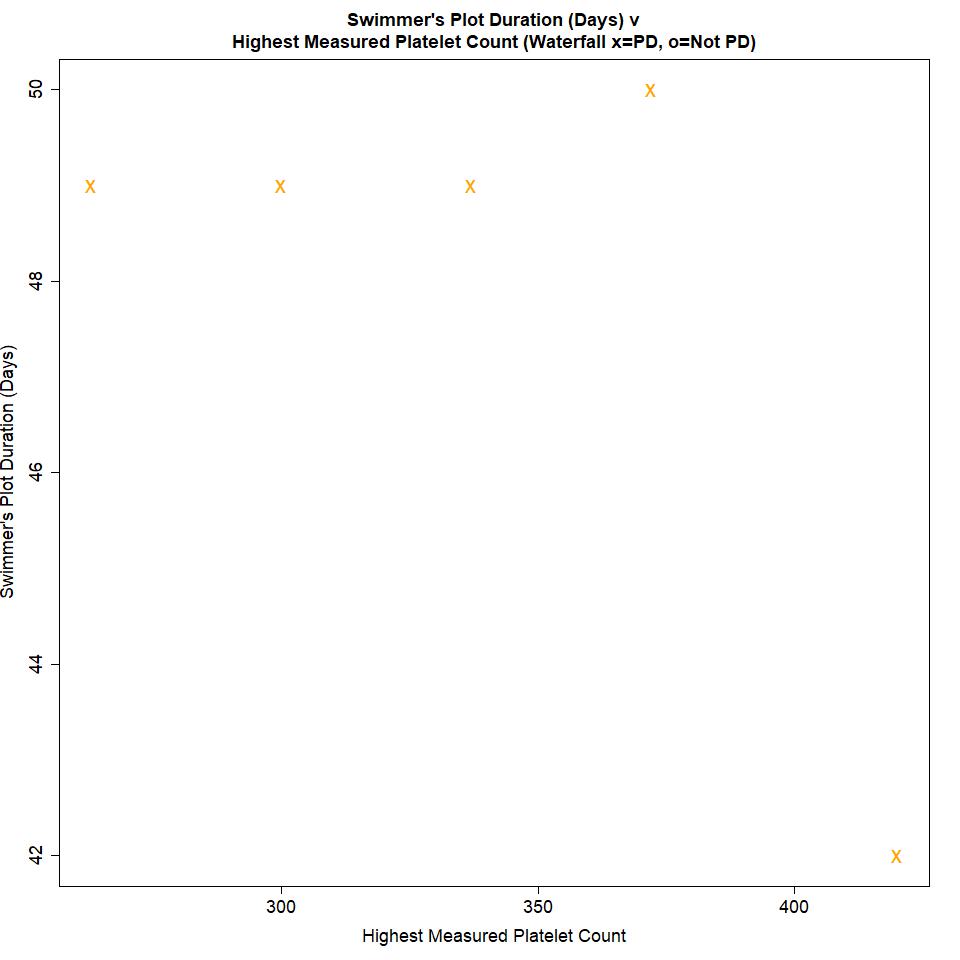 Swimmer's Plot Duration (Days) v
Highest Measured Platelet Count (Waterfall x=PD, o=Not PD)
Swimmer's Plot Duration (Days)
50
48
46
44
42
X
X
X
X
X
300
350
400
Highest Measured Platelet Count